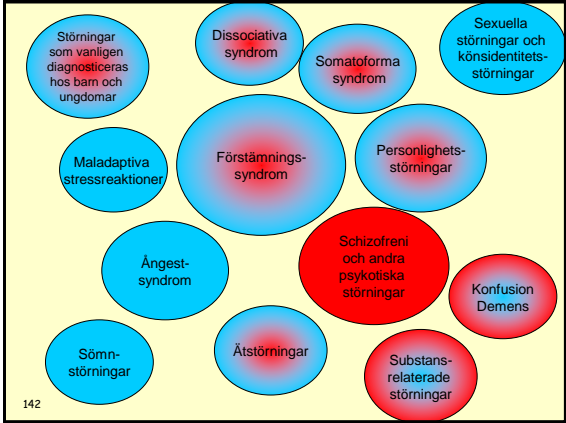 Störningar
som vanligen
diagnosticeras
hos barn och
ungdomar
Dissociativa
syndrom
Somatoforma
syndrom
Sexuella
störningar och
könsidentitets-
störningar
Maladaptiva
stressreaktioner
Förstämnings-
syndrom
Personlighets-
störningar
Ångest-
syndrom
Schizofreni
och andra
psykotiska
störningar
Konfusion
Demens
Sömn-
störningar
Ätstörningar
Substans-
relaterade
störningar
142